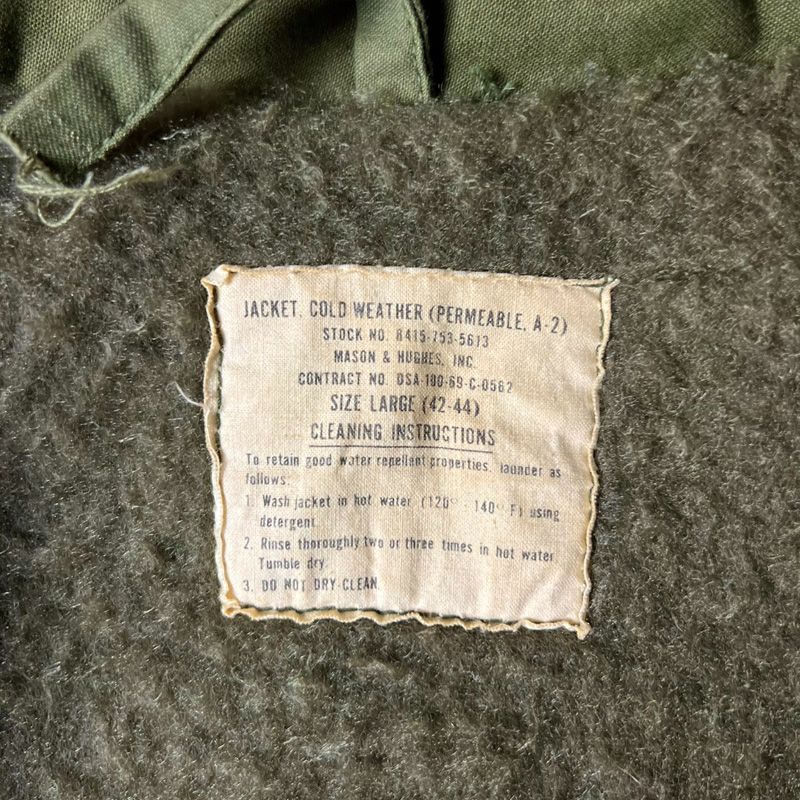 JACKET, COLD WEATHER (PERMEABLE, A-2)
STOCK NO. 8415-753-5613
MASON & HUGHES, INC.
CONTRACT NO. DSA-100-69-C-0562
SIZE LARGE (42-44)
CLEANING INSTRUCTIONS
To retain good water repellent properties, launder as
follows:
1. Wash jacket in hot water (120° - 140° F) using
detergent.
2. Rinse thoroughly two or three times in hot water.
Tumble dry.
3. DO NOT DRY-CLEAN.